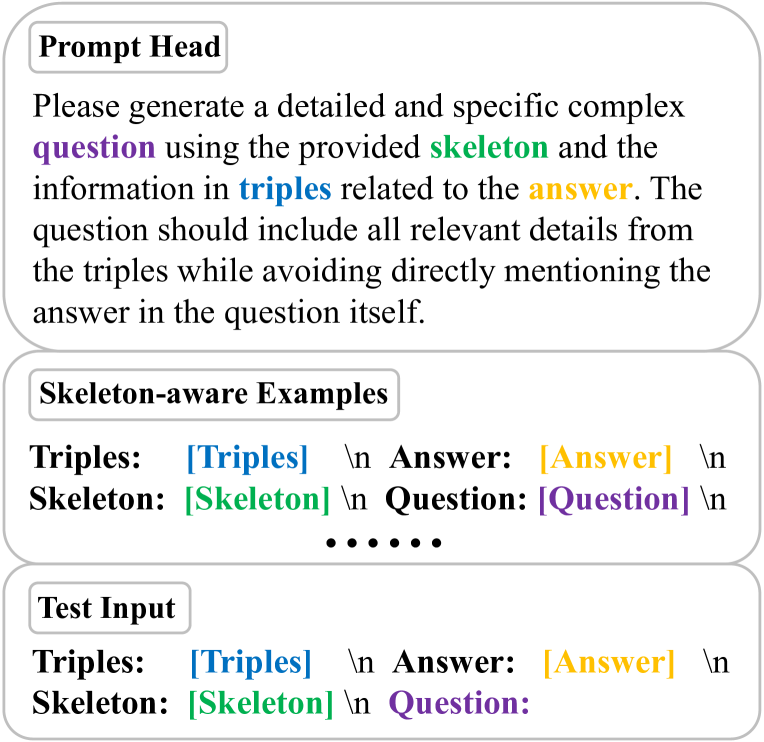 Prompt Head
Please generate a detailed and specific complex
question using the provided skeleton and the
information in triples related to the answer. The
question should include all relevant details from
the triples while avoiding directly mentioning the
answer in the question itself.
Skeleton-aware Examples
Triples: [Triples] \n Answer: [Answer] \n
Skeleton: [Skeleton] \n Question: [Question] \n
••••••
Test Input
Triples: [Triples] \n Answer: [Answer] \n
Skeleton: [Skeleton] \n Question: